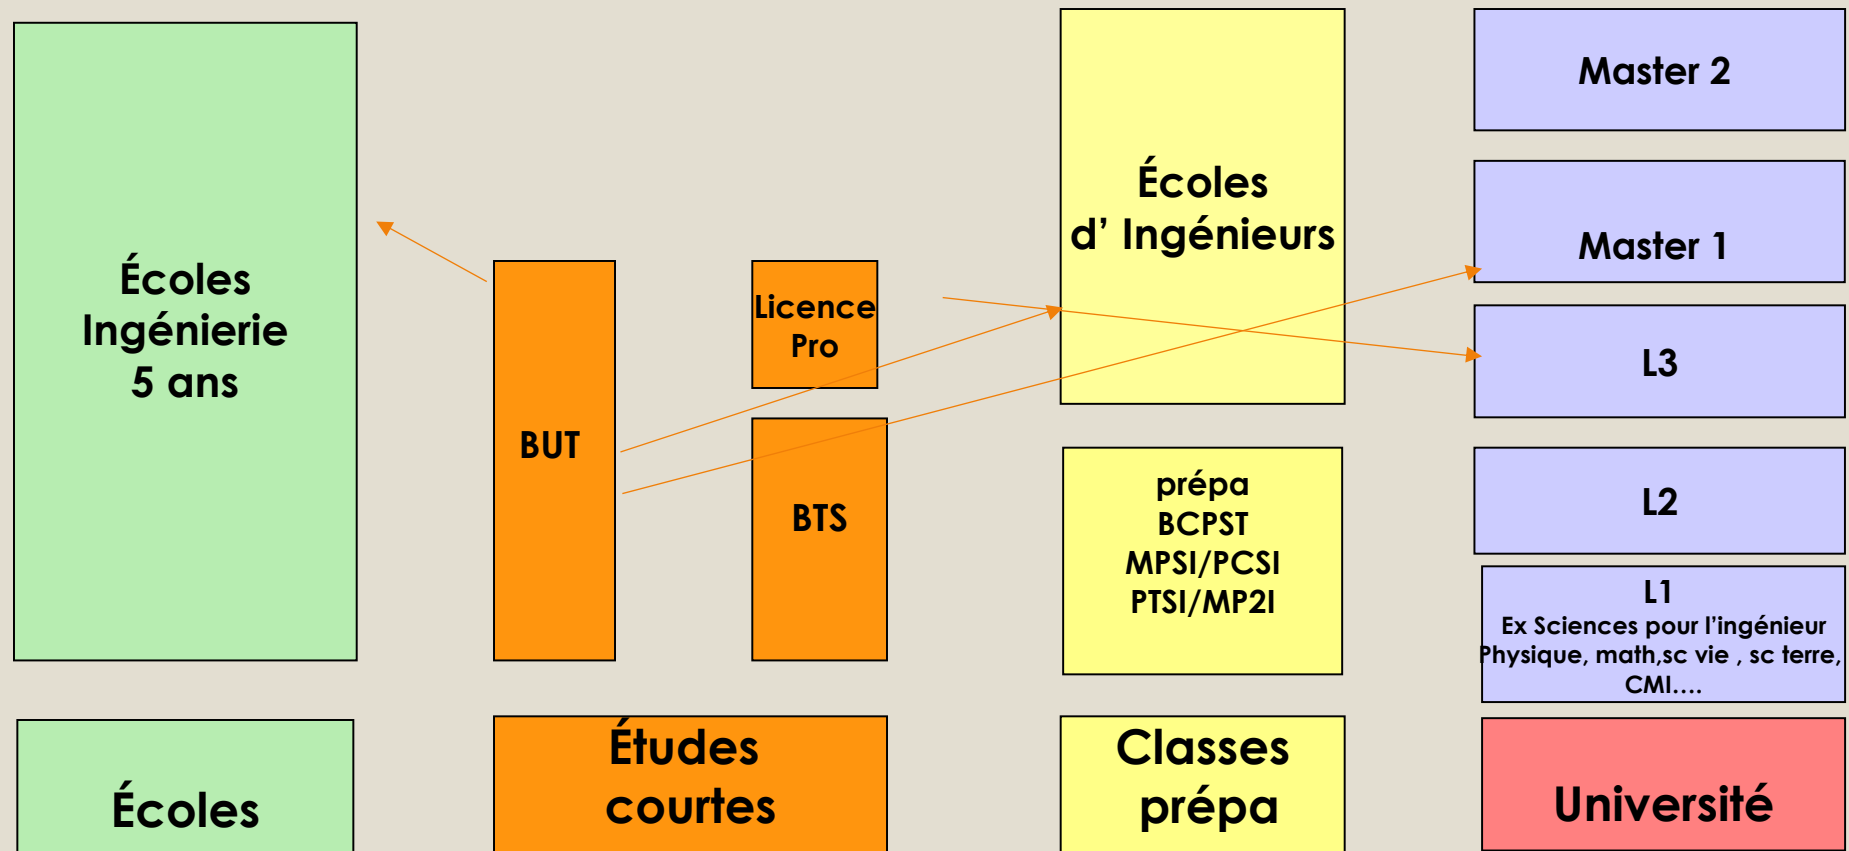 Écoles
Ingénierie
5 ans
BUT
Licence
Pro
BTS
Écoles
d’ Ingénieurs
prépa
BCPST
MPSI/PCSI
PTSI/MP2I
Master 2
Master 1
L3
L2
L1
Ex Sciences pour l’ingénieur
Physique, math,sc vie , sc terre,
CMI….
Écoles
Études
courtes
Classes
prépa
Université